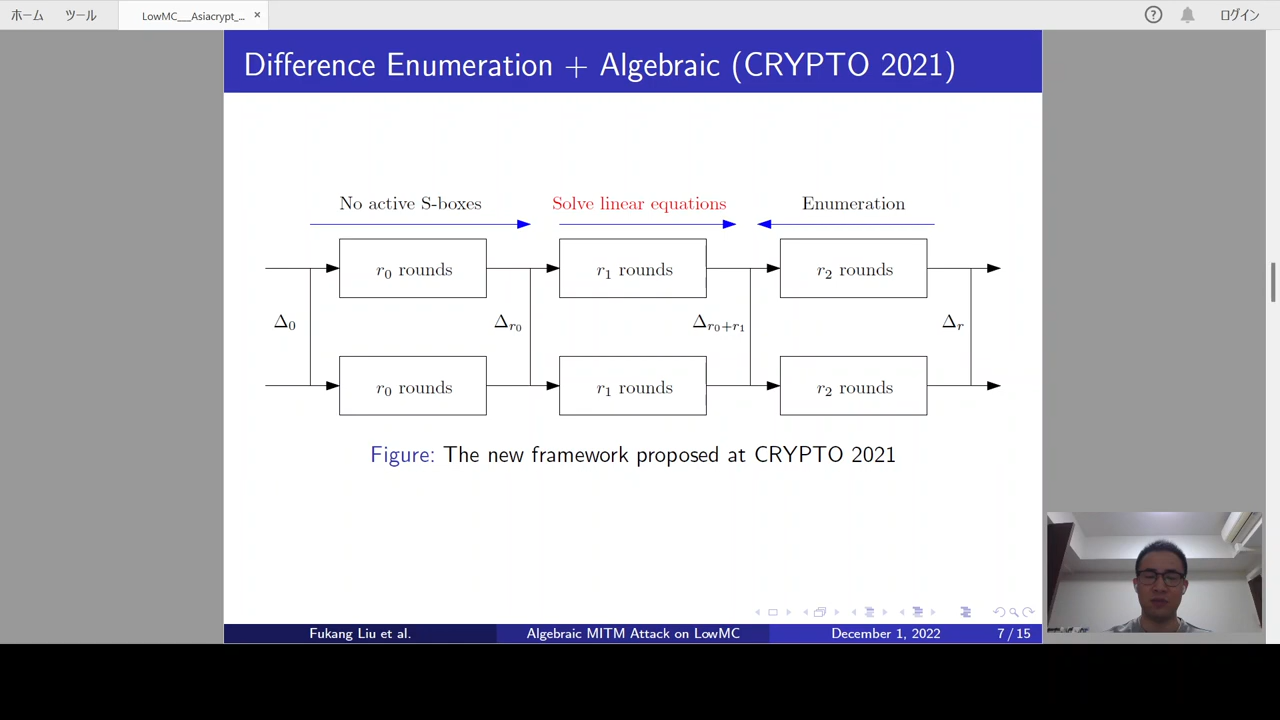 ホーム ツール LowMC___Asiacrypt_... × ? ログイン
Difference Enumeration + Algebraic (CRYPTO 2021)
No active S-boxes Solve linear equations Enumeration
r₀ rounds r₁ rounds r₂ rounds
Δ₀ Δᵣ₀ Δᵣ₀₊ᵣ₁ Δᵣ
r₀ rounds r₁ rounds r₂ rounds
Figure: The new framework proposed at CRYPTO 2021
Fukang Liu et al. Algebraic MITM Attack on LowMC December 1, 2022 7 / 15